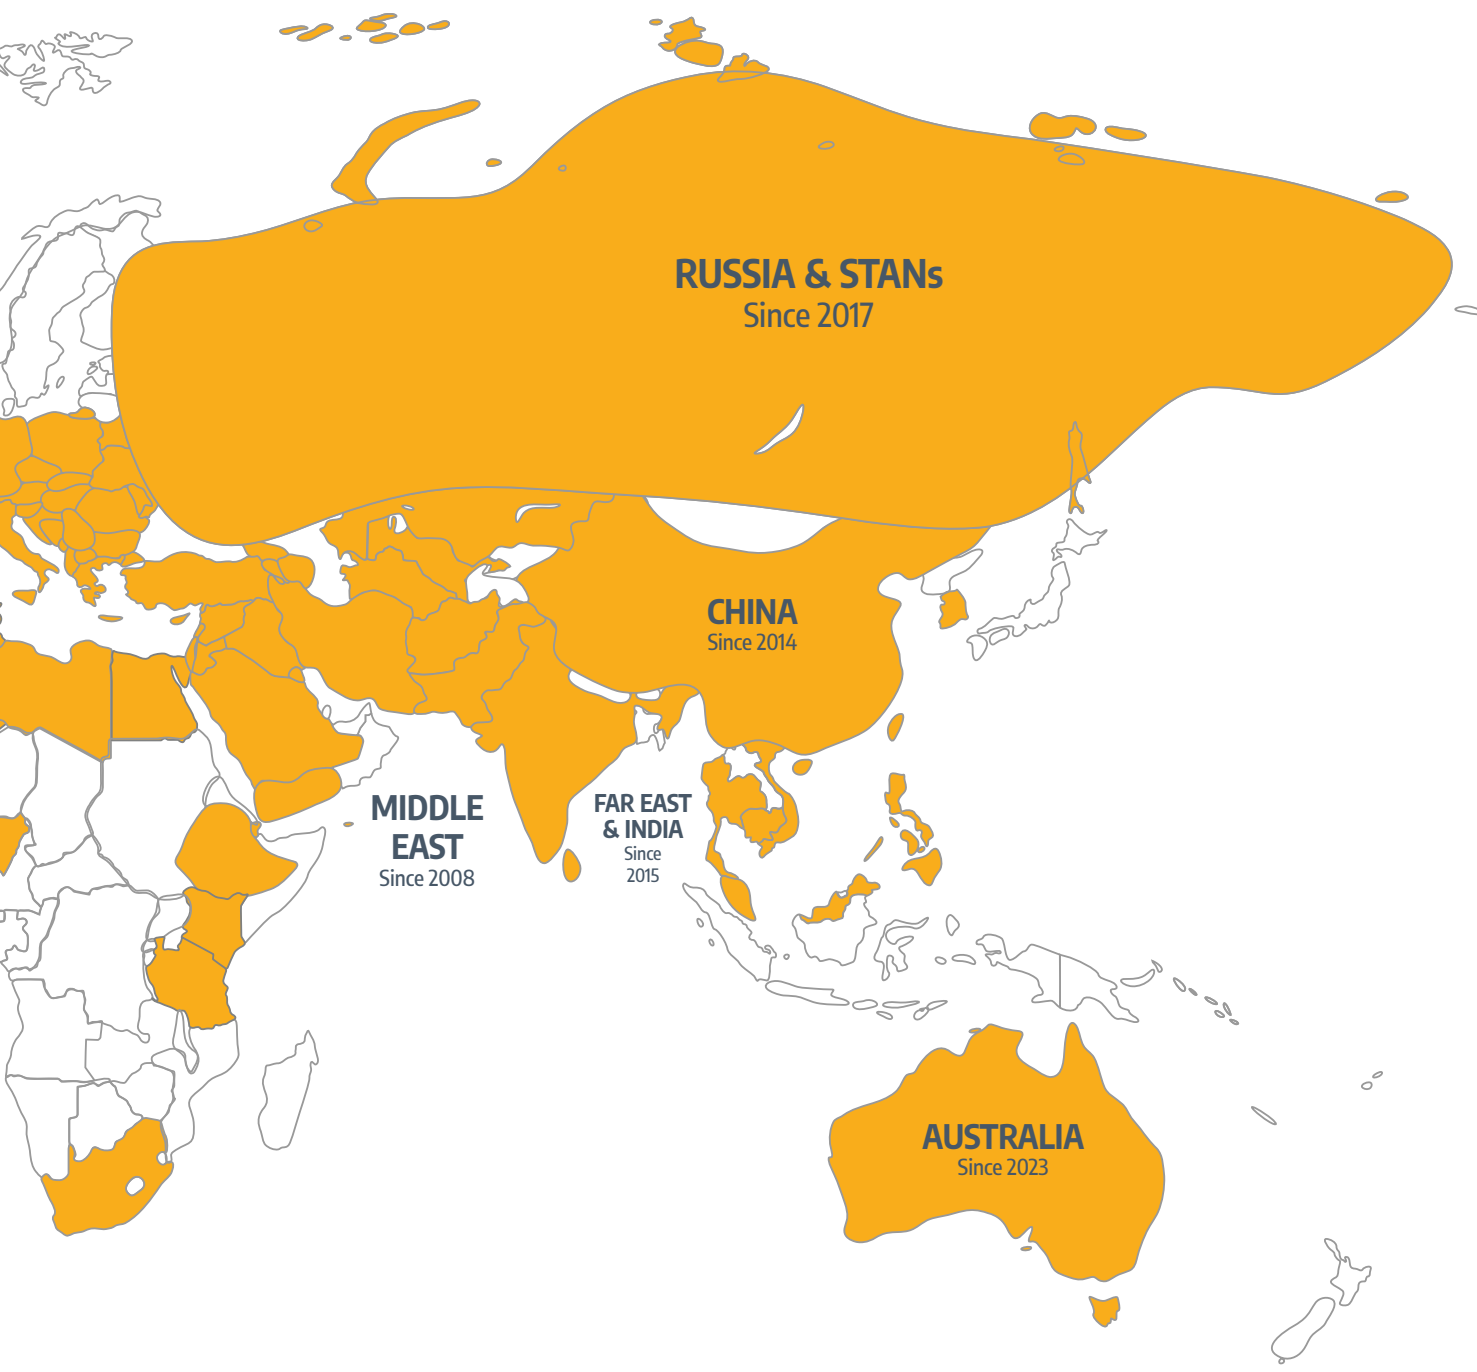 RUSSIA & STANs
Since 2017
CHINA
Since 2014
MIDDLE
EAST
Since 2008
FAR EAST
& INDIA
Since
2015
AUSTRALIA
Since 2023